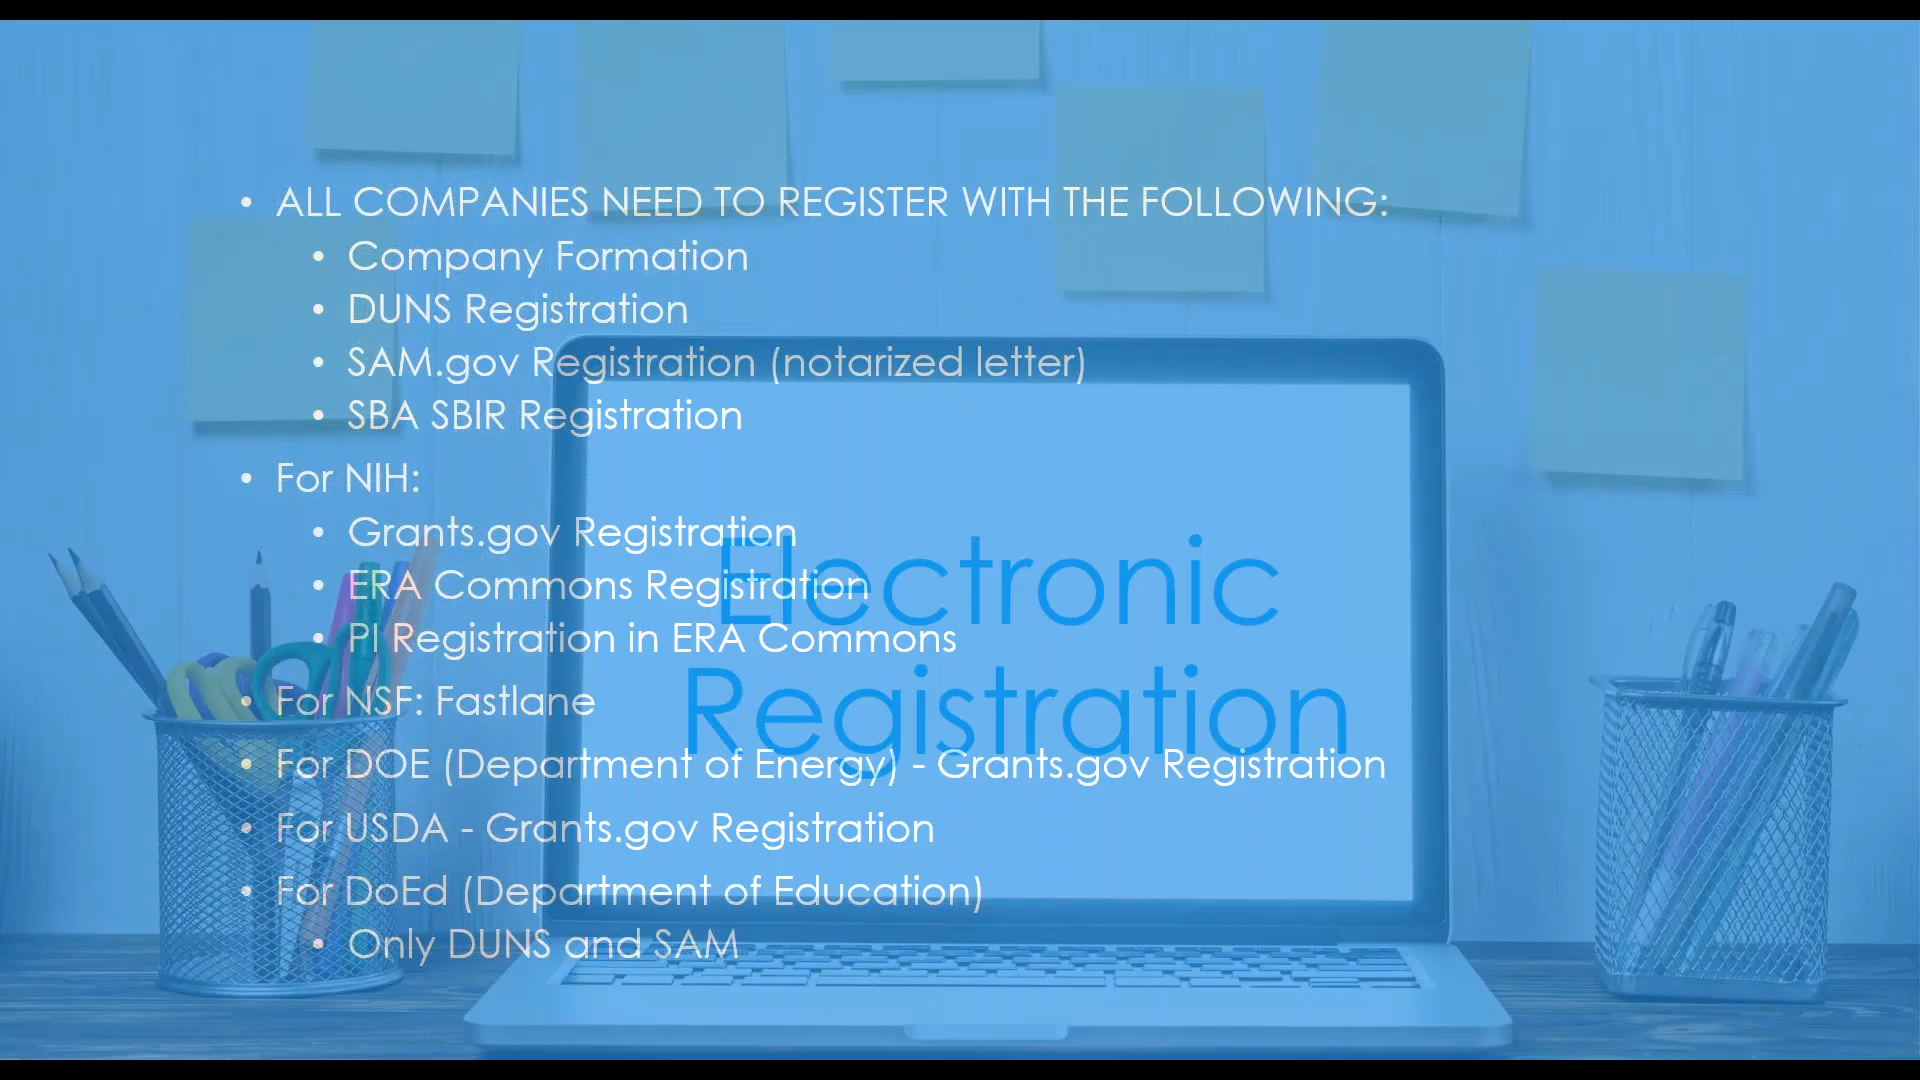 • ALL COMPANIES NEED TO REGISTER WITH THE FOLLOWING:
• Company Formation
• DUNS Registration
• SAM.gov Registration (notarized letter)
• SBA SBIR Registration
• For NIH:
• Grants.gov Registration
• ERA Commons Registration
• PI Registration in ERA Commons
• For NSF: Fastlane
• For DOE (Department of Energy) - Grants.gov Registration
• For USDA - Grants.gov Registration
• For DoEd (Department of Education)
• Only DUNS and SAM
Electronic
Registration